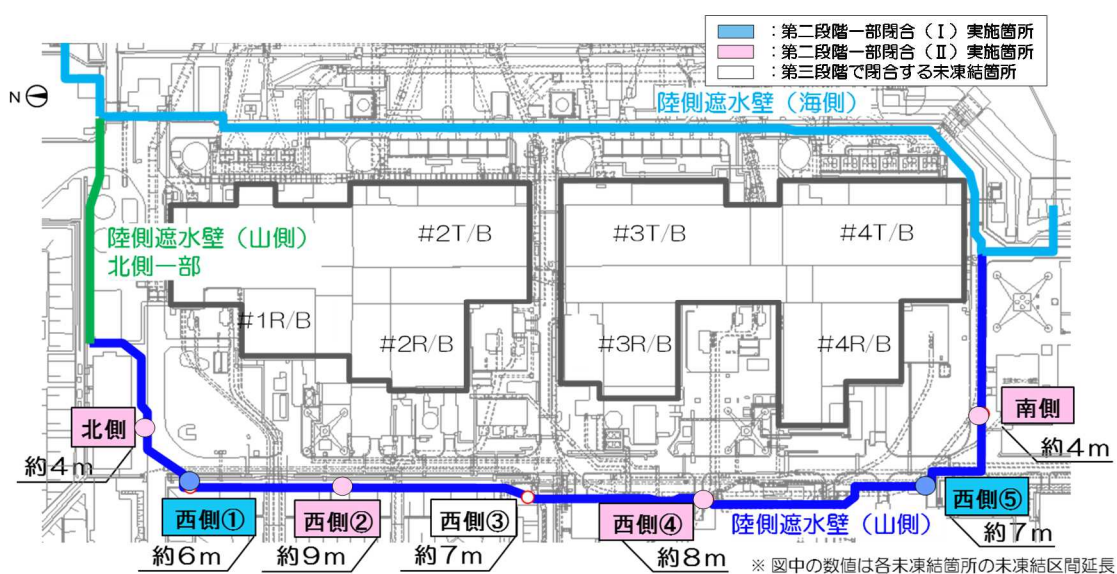 ：第二段階一部閉合（Ⅰ）実施箇所
：第二段階一部閉合（Ⅱ）実施箇所
：第三段階で閉合する未凍結箇所
N
陸側遮水壁（海側）
陸側遮水壁（山側）
北側一部
#2T/B
#3T/B
#4T/B
#1R/B
#2R/B
#3R/B
#4R/B
北側
約4m
南側
約4m
西側①
約6m
西側②
約9m
西側③
約7m
西側④
約8m
陸側遮水壁（山側）
西側⑤
約7m
※ 図中の数値は各未凍結箇所の未凍結区間延長